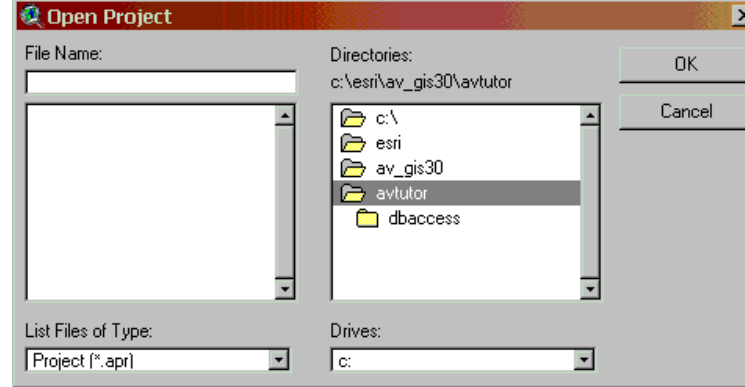 Open Project
File Name:
Directories:
c:\esri\av_gis30\avtutor
c:\
esri
av_gis30
avtutor
dbaccess
OK
Cancel
List Files of Type:
Project (*.apr)
Drives:
c: